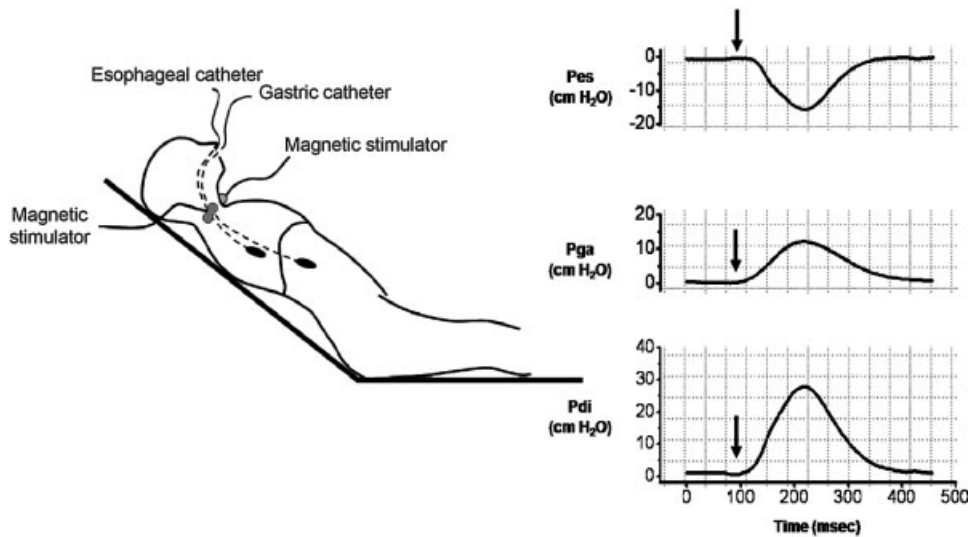 Esophageal catheter
Gastric catheter
Magnetic stimulator
Magnetic
stimulator
Pes
(cm H₂O)
0
-10
-20
Pga
(cm H₂O)
20
10
0
Pdi
(cm H₂O)
40
30
20
10
0
0 100 200 300 400 500
Time (msec)